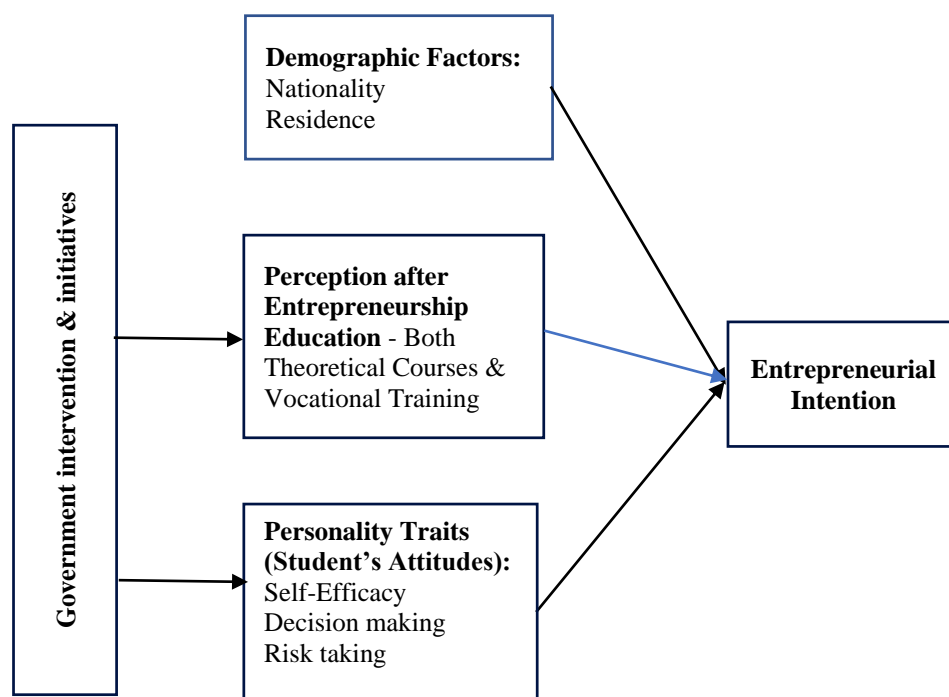 Demographic Factors:
Nationality
Residence
Government intervention & initiatives
Perception after
Entrepreneurship
Education - Both
Theoretical Courses &
Vocational Training
Entrepreneurial
Intention
Personality Traits
(Student’s Attitudes):
Self-Efficacy
Decision making
Risk taking